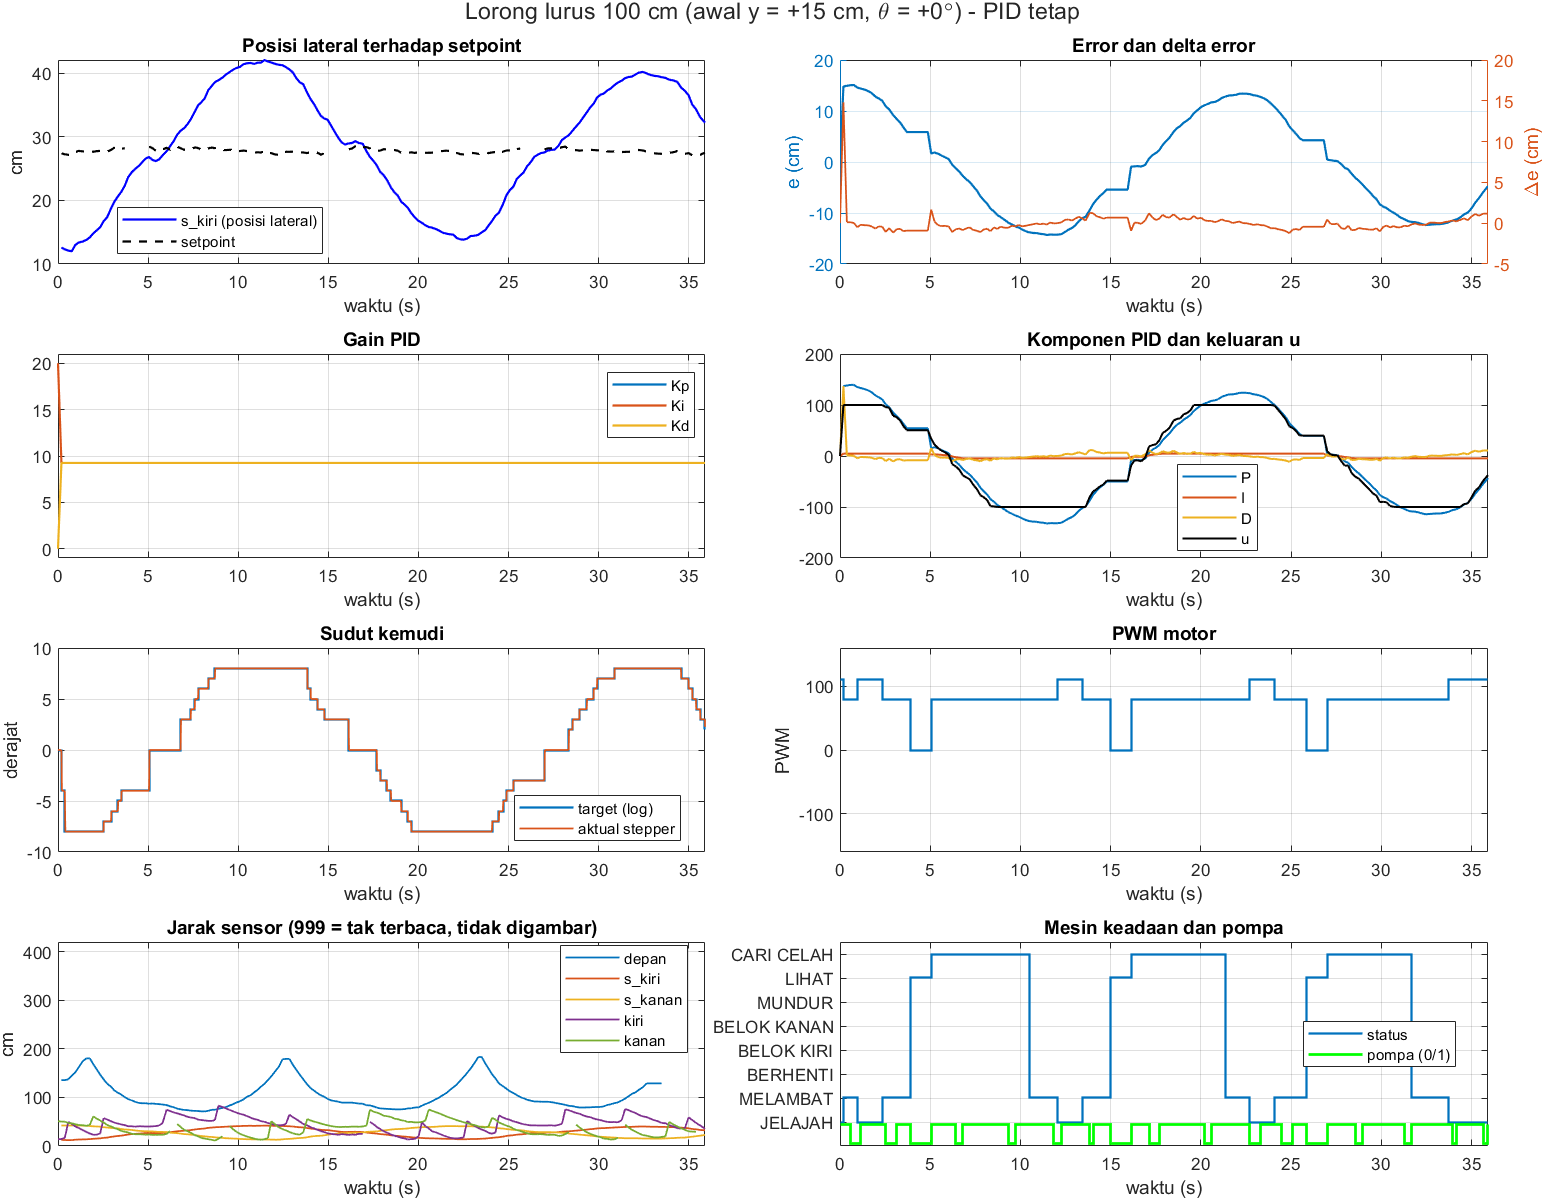 Lorong lurus 100 cm (awal y = +15 cm, θ = +0°) - PID tetap
Posisi lateral terhadap setpoint
40
30
20
10
cm
s_kiri (posisi lateral)
setpoint
0 5 10 15 20 25 30 35
waktu (s)
Error dan delta error
20
10
0
-10
-20
e (cm)
20
15
10
5
0
-5
Δe (cm)
0 5 10 15 20 25 30 35
waktu (s)
Gain PID
20
15
10
5
0
Kp
Ki
Kd
0 5 10 15 20 25 30 35
waktu (s)
Komponen PID dan keluaran u
200
100
0
-100
-200
P
I
D
u
0 5 10 15 20 25 30 35
waktu (s)
Sudut kemudi
10
5
0
-5
-10
derajat
target (log)
aktual stepper
0 5 10 15 20 25 30 35
waktu (s)
PWM motor
100
0
-100
PWM
0 5 10 15 20 25 30 35
waktu (s)
Jarak sensor (999 = tak terbaca, tidak digambar)
400
300
200
100
0
cm
depan
s_kiri
s_kanan
kiri
kanan
0 5 10 15 20 25 30 35
waktu (s)
Mesin keadaan dan pompa
CARI CELAH
LIHAT
MUNDUR
BELOK KANAN
BELOK KIRI
BERHENTI
MELAMBAT
JELAJAH
status
pompa (0/1)
0 5 10 15 20 25 30 35
waktu (s)